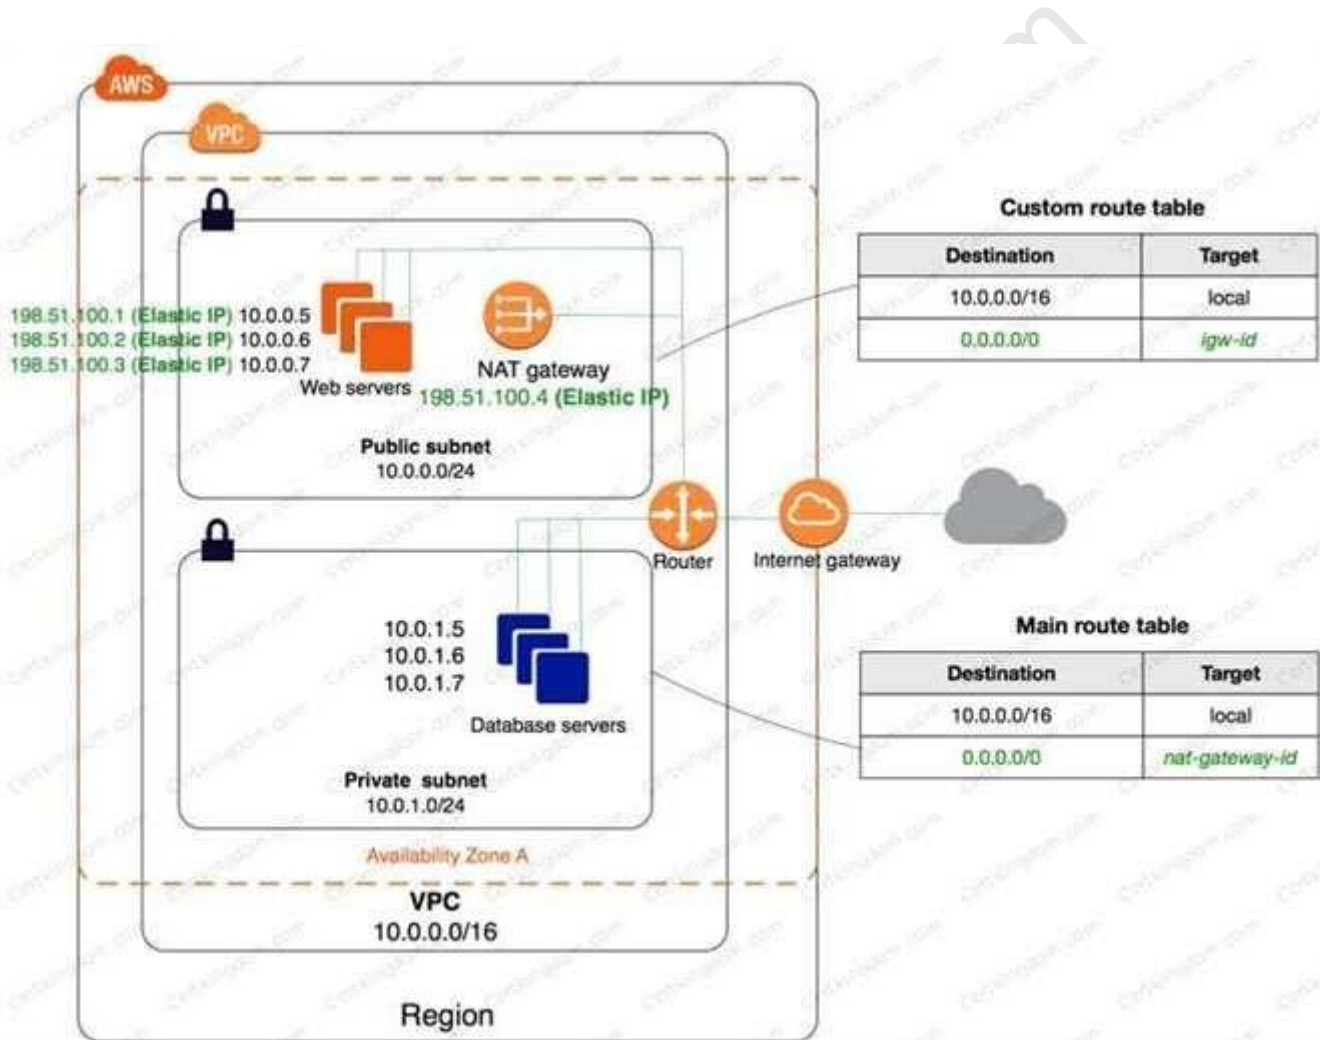 AWS
VPC
198.51.100.1 (Elastic IP) 10.0.0.5
198.51.100.2 (Elastic IP) 10.0.0.6
198.51.100.3 (Elastic IP) 10.0.0.7
Web servers
NAT gateway
198.51.100.4 (Elastic IP)
Public subnet
10.0.0.0/24
Custom route table
Destination Target
10.0.0.0/16 local
0.0.0.0/0 igw-id
Router
Internet gateway
10.0.1.5
10.0.1.6
10.0.1.7
Database servers
Private subnet
10.0.1.0/24
Main route table
Destination Target
10.0.0.0/16 local
0.0.0.0/0 nat-gateway-id
Availability Zone A
VPC
10.0.0.0/16
Region